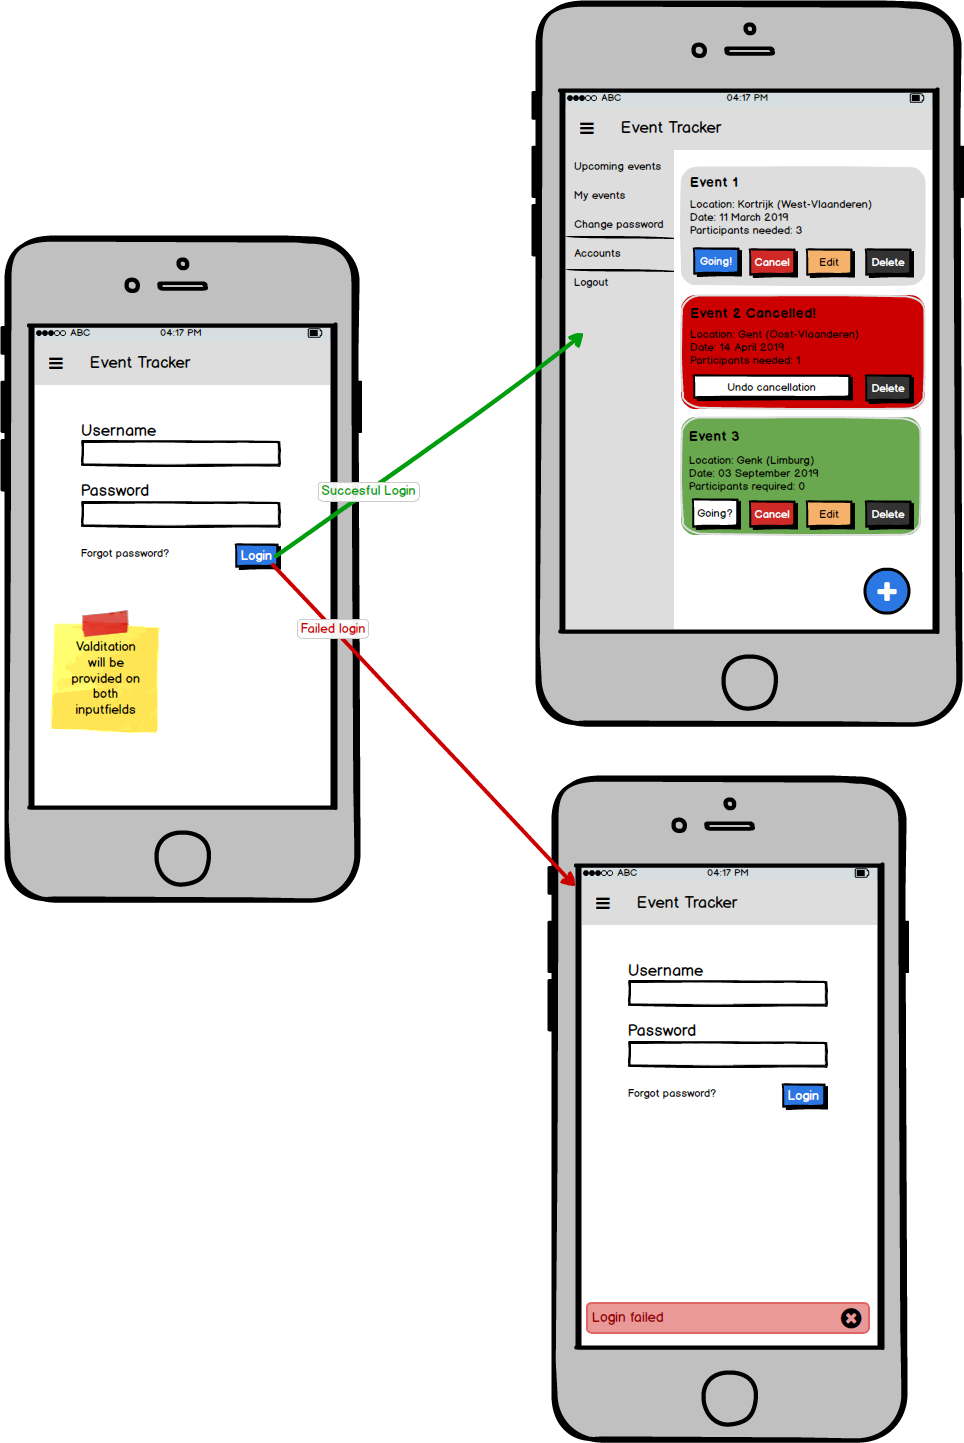 ABC 04:17 PM
Event Tracker
Username
Password
Forgot password? Login
Valditation
will be
provided on
both
inputfields
Succesful Login
Failed login
ABC 04:17 PM
Event Tracker
Upcoming events
My events
Change password
Accounts
Logout
Event 1
Location: Kortrijk (West-Vlaanderen)
Date: 11 March 2019
Participants needed: 3
Going! Cancel Edit Delete
Event 2 Cancelled!
Location: Gent (Oost-Vlaanderen)
Date: 14 April 2019
Participants needed: 1
Undo cancellation Delete
Event 3
Location: Genk (Limburg)
Date: 03 September 2019
Participants required: 0
Going? Cancel Edit Delete
ABC 04:17 PM
Event Tracker
Username
Password
Forgot password? Login
Login failed